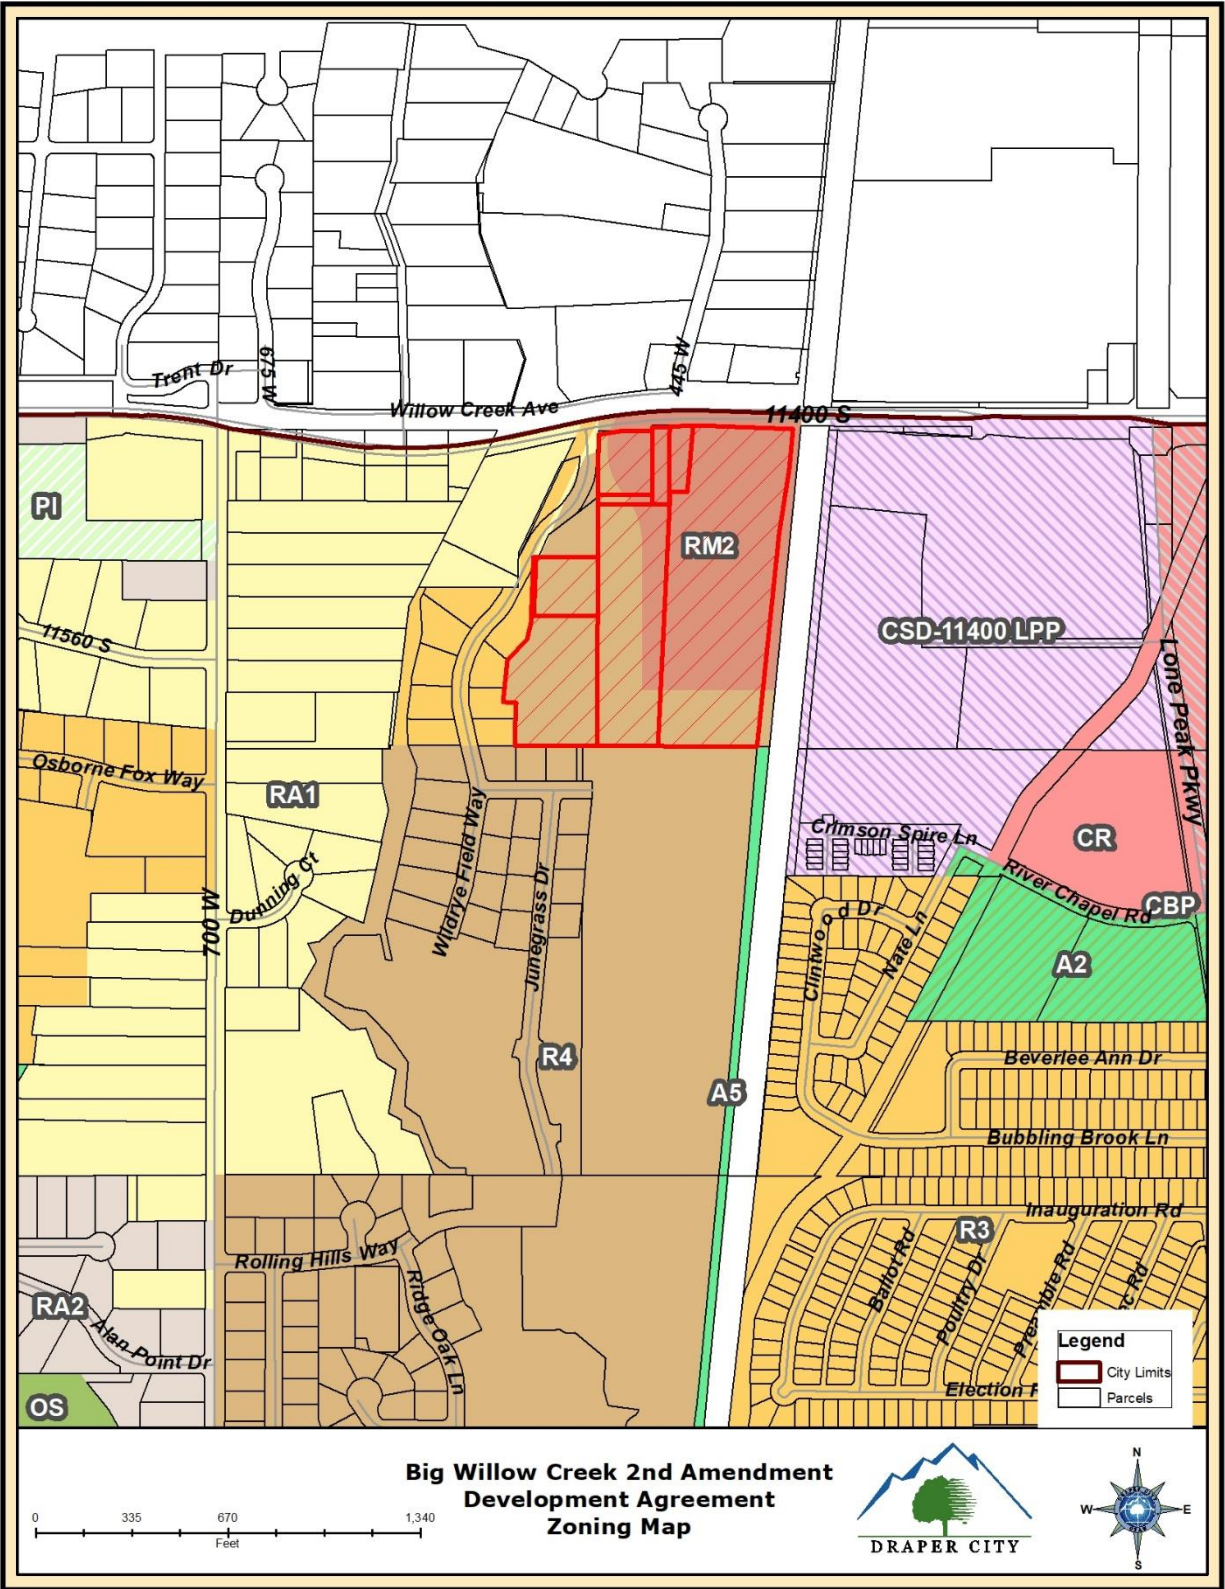 Trent Dr
675 W
445 W
Willow Creek Ave
11400 S
PI
RM2
11560 S
CSD-11400 LPP
Lone Peak Pkwy
Osborne Fox Way
RA1
Crimson Spire Ln
CR
Wildrye Field Way
Dunning Ct
700 W
Junegrass Dr
River Chapel Rd
CBP
Clintwood Dr
Nate Ln
A2
R4
Beverlee Ann Dr
A5
Bubbling Brook Ln
Inauguration Rd
R3
Rolling Hills Way
Ballot Rd
Poultry Dr
RA2
Ridge Oak Ln
Alan Point Dr
Legend
City Limits
Parcels
Election
OS
Big Willow Creek 2nd Amendment
Development Agreement
Zoning Map
0 335 670 1,340
Feet
DRAPER CITY
N
W E
S